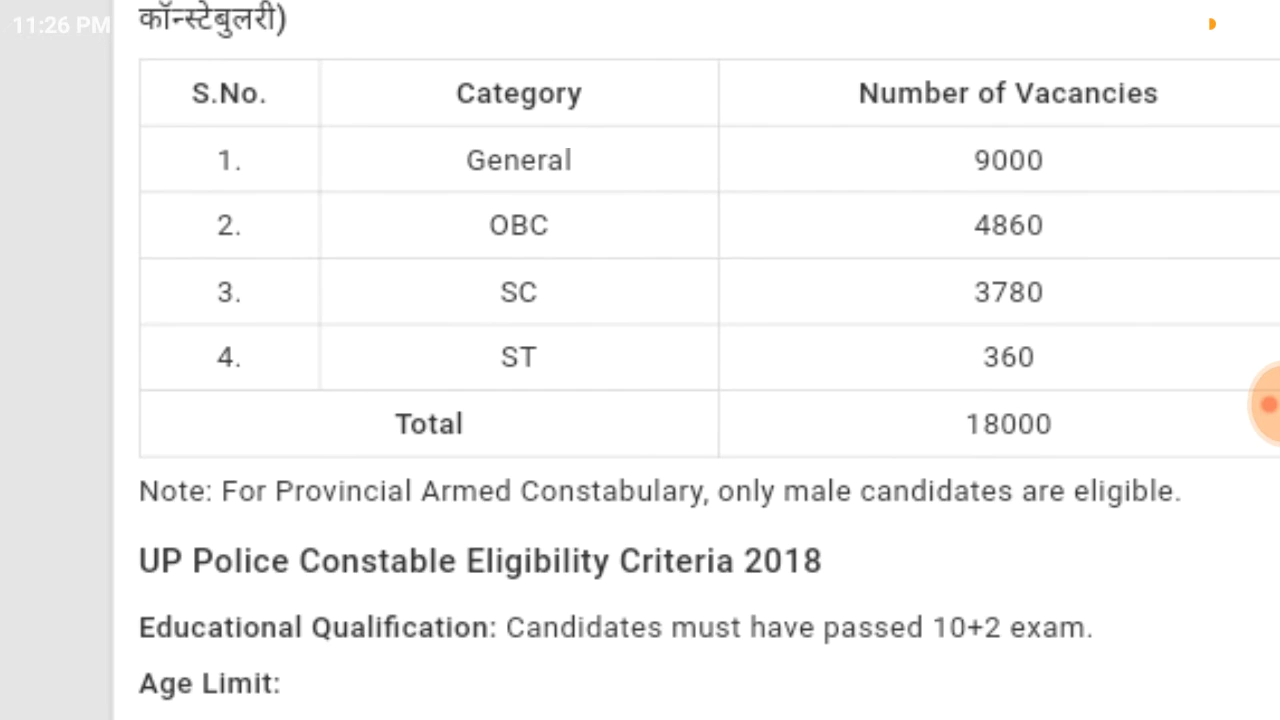 11:26 PM
कॉन्स्टेबुलरी)
S.No. Category Number of Vacancies
1. General 9000
2. OBC 4860
3. SC 3780
4. ST 360
Total 18000
Note: For Provincial Armed Constabulary, only male candidates are eligible.
UP Police Constable Eligibility Criteria 2018
Educational Qualification: Candidates must have passed 10+2 exam.
Age Limit: